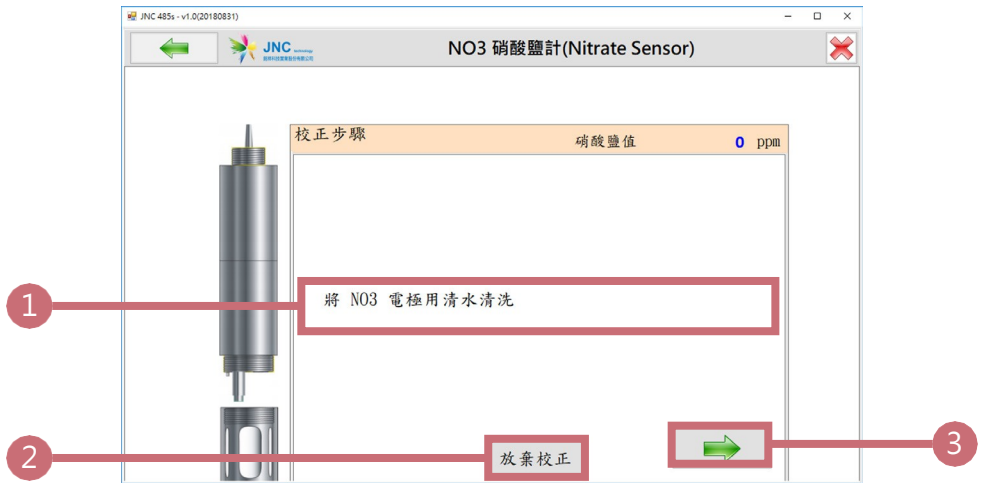 JNC 485s - v1.0(20180831)
JNC technology
NO3 硝酸鹽計(Nitrate Sensor)
校正步驟
硝酸鹽值 0 ppm
1
將 NO3 電極用清水清洗
2
放棄校正
3